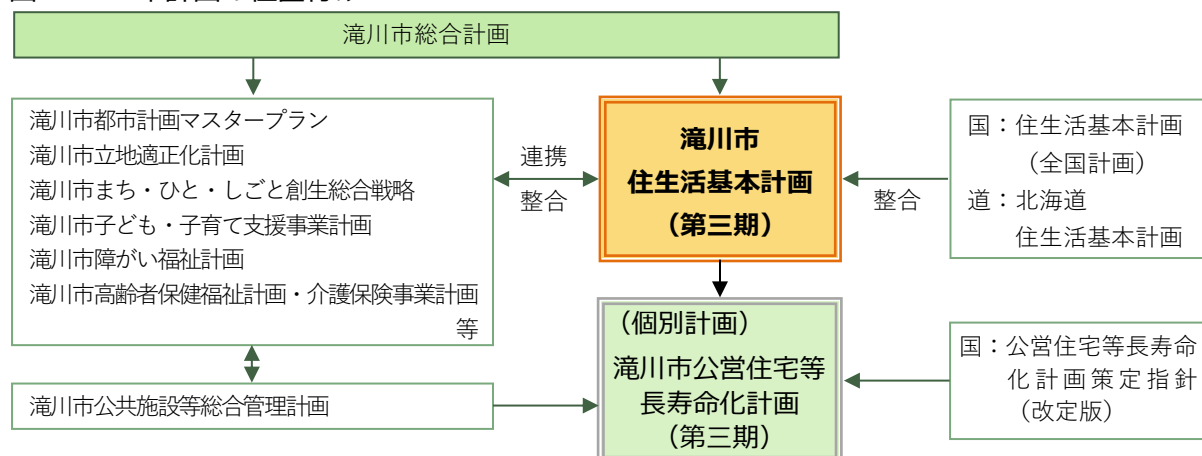 滝川市総合計画
滝川市都市計画マスタープラン
滝川市立地適正化計画
滝川市まち・ひと・しごと創生総合戦略
滝川市子ども・子育て支援事業計画
滝川市障がい福祉計画
滝川市高齢者保健福祉計画・介護保険事業計画
等
連携
整合
滝川市
住生活基本計画
（第三期）
整合
国：住生活基本計画
（全国計画）
道：北海道
住生活基本計画
滝川市公共施設等総合管理計画
（個別計画）
滝川市公営住宅等
長寿命化計画
（第三期）
国：公営住宅等長寿命
化計画策定指針
（改定版）